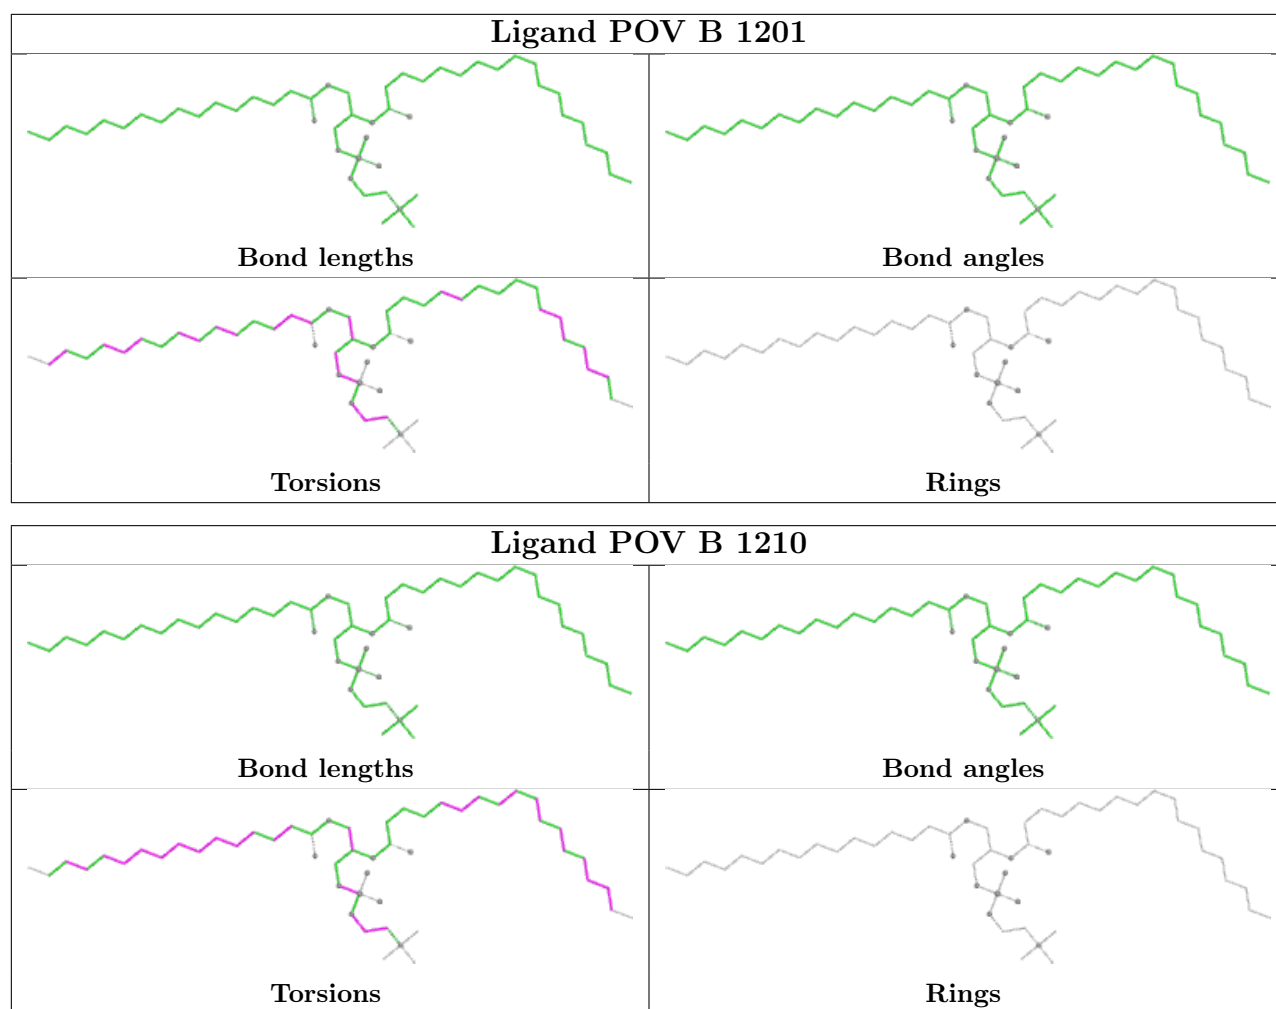 Ligand POV B 1201
Bond lengths
Bond angles
Torsions
Rings
Ligand POV B 1210
Bond lengths
Bond angles
Torsions
Rings